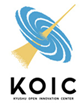 KOIC
KYUSHU OPEN INNOVATION CENTER